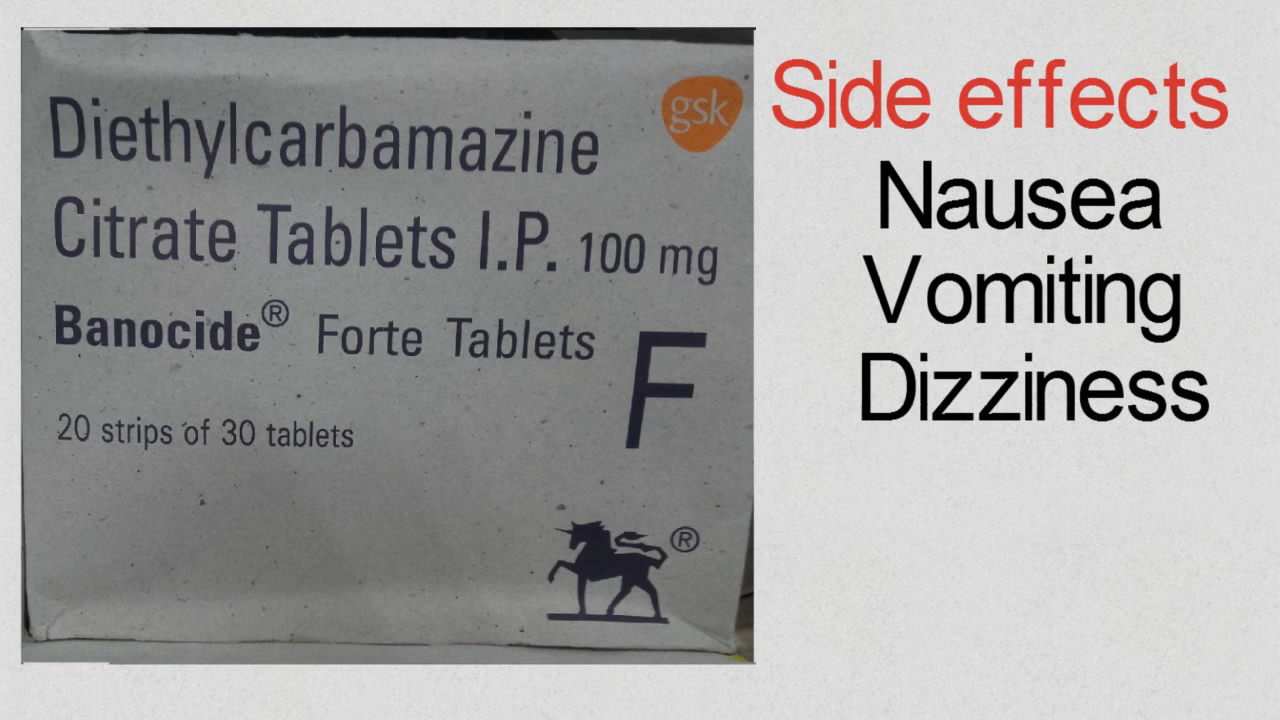 Diethylcarbamazine
Citrate Tablets I.P. 100 mg
Banocide® Forte Tablets
F
20 strips of 30 tablets
®
gsk
Side effects
Nausea
Vomiting
Dizziness